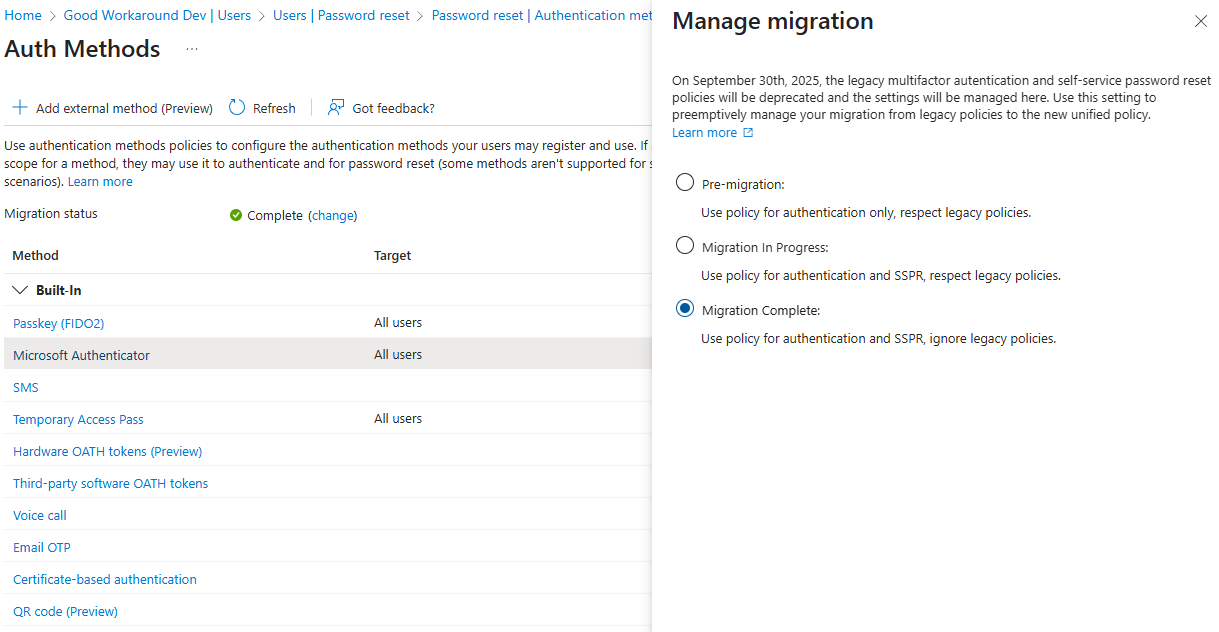 Home > Good Workaround Dev | Users > Users | Password reset > Password reset | Authentication met
Auth Methods ...
Add external method (Preview) Refresh Got feedback?
Use authentication methods policies to configure the authentication methods your users may register and use. If
scope for a method, they may use it to authenticate and for password reset (some methods aren't supported for s
scenarios). Learn more
Migration status Complete (change)
Method Target
Built-In
Passkey (FIDO2) All users
Microsoft Authenticator All users
SMS
Temporary Access Pass All users
Hardware OATH tokens (Preview)
Third-party software OATH tokens
Voice call
Email OTP
Certificate-based authentication
QR code (Preview)
Manage migration
On September 30th, 2025, the legacy multifactor autentication and self-service password reset
policies will be deprecated and the settings will be managed here. Use this setting to
preemptively manage your migration from legacy policies to the new unified policy.
Learn more
Pre-migration:
Use policy for authentication only, respect legacy policies.
Migration In Progress:
Use policy for authentication and SSPR, respect legacy policies.
Migration Complete:
Use policy for authentication and SSPR, ignore legacy policies.